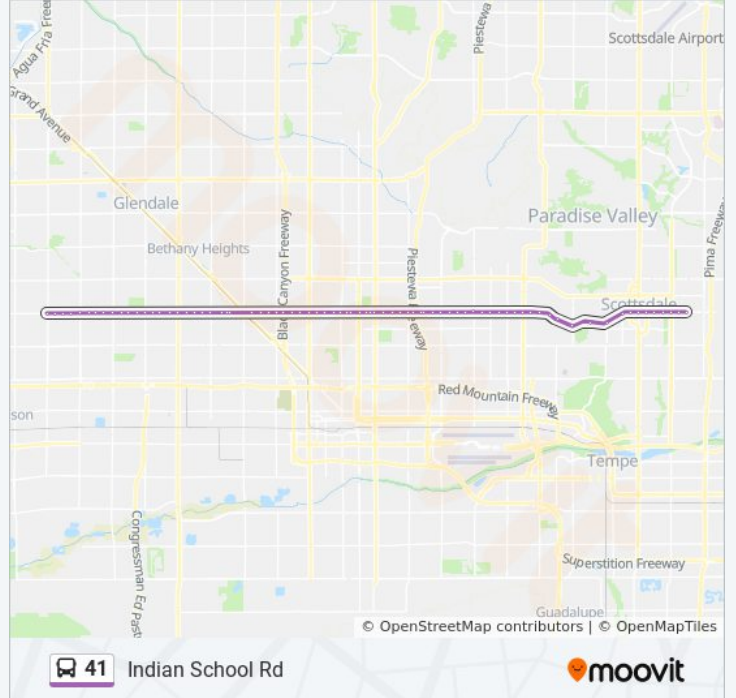 Scottsdale Airport
Piestewa
Agua Fria Free
Grand Avenue
Glendale
Bethany Heights
Black Canyon Freeway
Piestewa Freeway
Paradise Valley
Pima Freeway
Scottsdale
Red Mountain Freeway
son
Tempe
Congressman Ed Past
Superstition Freeway
Guadalupe
© OpenStreetMap contributors | © OpenMapTiles
41 Indian School Rd
moovit